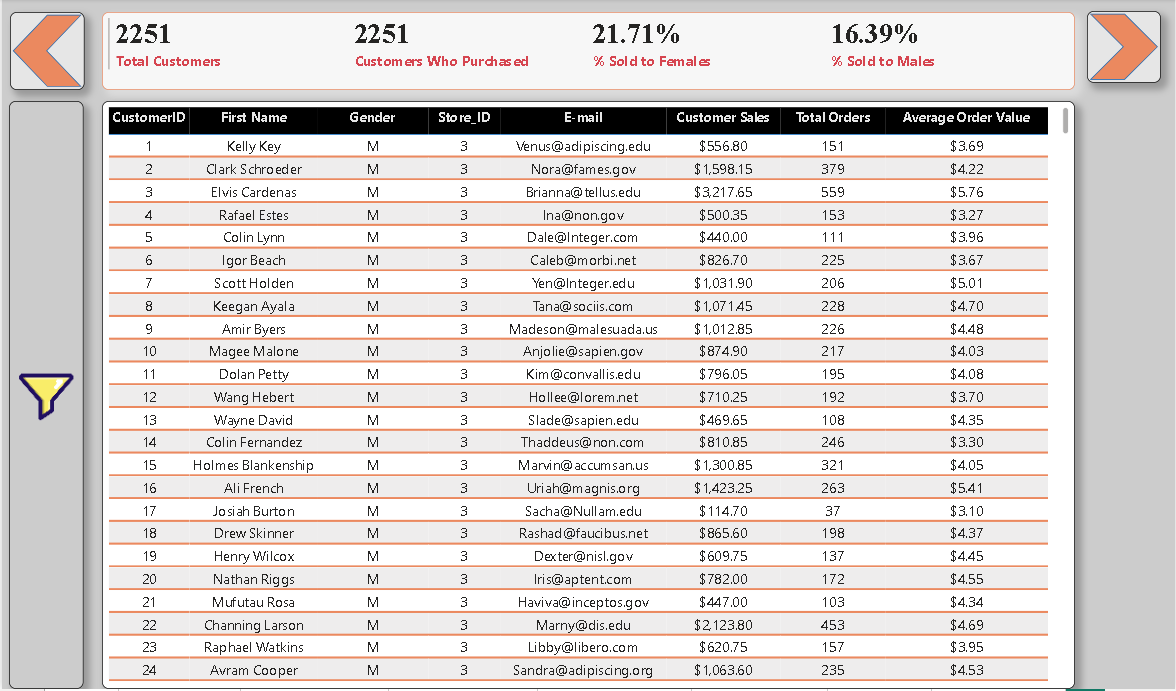 2251 2251 21.71% 16.39%
Total Customers Customers Who Purchased % Sold to Females % Sold to Males
CustomerID First Name Gender Store_ID E-mail Customer Sales Total Orders Average Order Value
1 Kelly Key M 3 Venus@adipiscing.edu $556.80 151 $3.69
2 Clark Schroeder M 3 Nora@fames.gov $1,598.15 379 $4.22
3 Elvis Cardenas M 3 Brianna@tellus.edu $3,217.65 559 $5.76
4 Rafael Estes M 3 Ina@non.gov $500.35 153 $3.27
5 Colin Lynn M 3 Dale@Integer.com $440.00 111 $3.96
6 Igor Beach M 3 Caleb@morbi.net $826.70 225 $3.67
7 Scott Holden M 3 Yen@Integer.edu $1,031.90 206 $5.01
8 Keegan Ayala M 3 Tana@sociis.com $1,071.45 228 $4.70
9 Amir Byers M 3 Madeson@malesuada.us $1,012.85 226 $4.48
10 Magee Malone M 3 Anjolie@sapien.gov $874.90 217 $4.03
11 Dolan Petty M 3 Kim@convallis.edu $796.05 195 $4.08
12 Wang Hebert M 3 Hollee@lorem.net $710.25 192 $3.70
13 Wayne David M 3 Slade@sapien.edu $469.65 108 $4.35
14 Colin Fernandez M 3 Thaddeus@non.com $810.85 246 $3.30
15 Holmes Blankenship M 3 Marvin@accumsan.us $1,300.85 321 $4.05
16 Ali French M 3 Uriah@magnis.org $1,423.25 263 $5.41
17 Josiah Burton M 3 Sacha@Nullam.edu $114.70 37 $3.10
18 Drew Skinner M 3 Rashad@faucibus.net $865.60 198 $4.37
19 Henry Wilcox M 3 Dexter@nisl.gov $609.75 137 $4.45
20 Nathan Riggs M 3 Iris@aptent.com $782.00 172 $4.55
21 Mufutau Rosa M 3 Haviva@inceptos.gov $447.00 103 $4.34
22 Channing Larson M 3 Marny@dis.edu $2,123.80 453 $4.69
23 Raphael Watkins M 3 Libby@libero.com $620.75 157 $3.95
24 Avram Cooper M 3 Sandra@adipiscing.org $1,063.60 235 $4.53